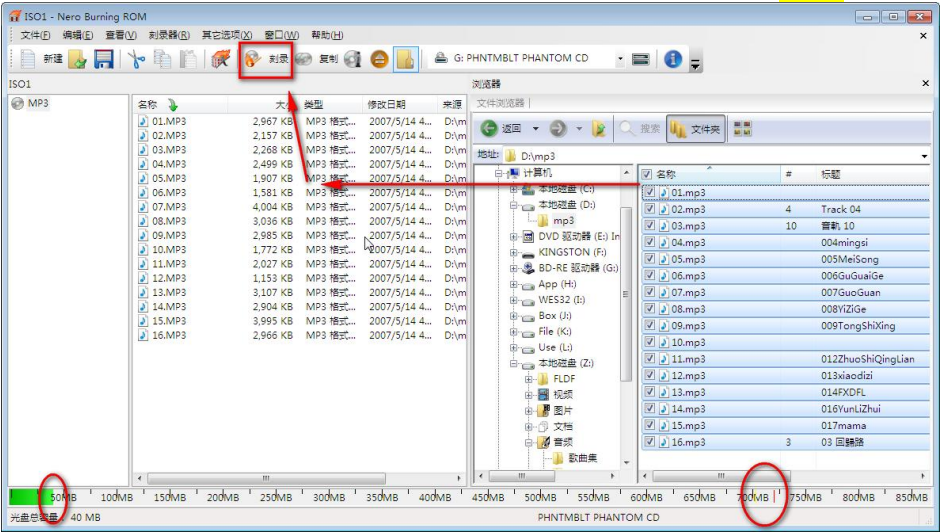 ISO1 - Nero Burning ROM
文件(F) 编辑(E) 查看(V) 刻录器(R) 其它选项(X) 窗口(W) 帮助(H)
新建 刻录 复制 G: PHNTMBLT PHANTOM CD
ISO1 浏览器
MP3
名称 大小 类型 修改日期 来源
01.MP3 2,967 KB MP3 格式... 2007/5/14 4... D:\m
02.MP3 2,157 KB MP3 格式... 2007/5/14 4... D:\m
03.MP3 2,268 KB MP3 格式... 2007/5/14 4... D:\m
04.MP3 2,499 KB MP3 格式... 2007/5/14 4... D:\m
05.MP3 1,907 KB MP3 格式... 2007/5/14 4... D:\m
06.MP3 1,581 KB MP3 格式... 2007/5/14 4... D:\m
07.MP3 4,004 KB MP3 格式... 2007/5/14 4... D:\m
08.MP3 3,036 KB MP3 格式... 2007/5/14 4... D:\m
09.MP3 2,985 KB MP3 格式... 2007/5/14 4... D:\m
10.MP3 1,772 KB MP3 格式... 2007/5/14 4... D:\m
11.MP3 2,027 KB MP3 格式... 2007/5/14 4... D:\m
12.MP3 1,153 KB MP3 格式... 2007/5/14 4... D:\m
13.MP3 3,107 KB MP3 格式... 2007/5/14 4... D:\m
14.MP3 2,904 KB MP3 格式... 2007/5/14 4... D:\m
15.MP3 3,995 KB MP3 格式... 2007/5/14 4... D:\m
16.MP3 2,966 KB MP3 格式... 2007/5/14 4... D:\m
文件浏览器
返回 搜索 文件夹
地址: D:\mp3
计算机
本地磁盘 (C:)
本地磁盘 (D:)
mp3
DVD 驱动器 (E:) In
KINGSTON (F:)
BD-RE 驱动器 (G:)
App (H:)
WES32 (I:)
Box (J:)
File (K:)
Use (L:)
本地磁盘 (Z:)
FLDF
视频
图片
文档
音频
歌曲集
名称 # 标题
01.mp3
02.mp3 4 Track 04
03.mp3 10 音軌 10
04.mp3 004mingsi
05.mp3 005MeiSong
06.mp3 006GuGuaiGe
07.mp3 007GuoGuan
08.mp3 008YiZiGe
09.mp3 009TongShiXing
10.mp3
11.mp3 012ZhuoShiQingLian
12.mp3 013xiaodizi
13.mp3 014FXDFL
14.mp3 016YunLiZhui
15.mp3 017mama
16.mp3 3 03 回歸路
50MB 100MB 150MB 200MB 250MB 300MB 350MB 400MB 450MB 500MB 550MB 600MB 650MB 700MB 750MB 800MB 850MB
光盘总容量: 40 MB PHNTMBLT PHANTOM CD